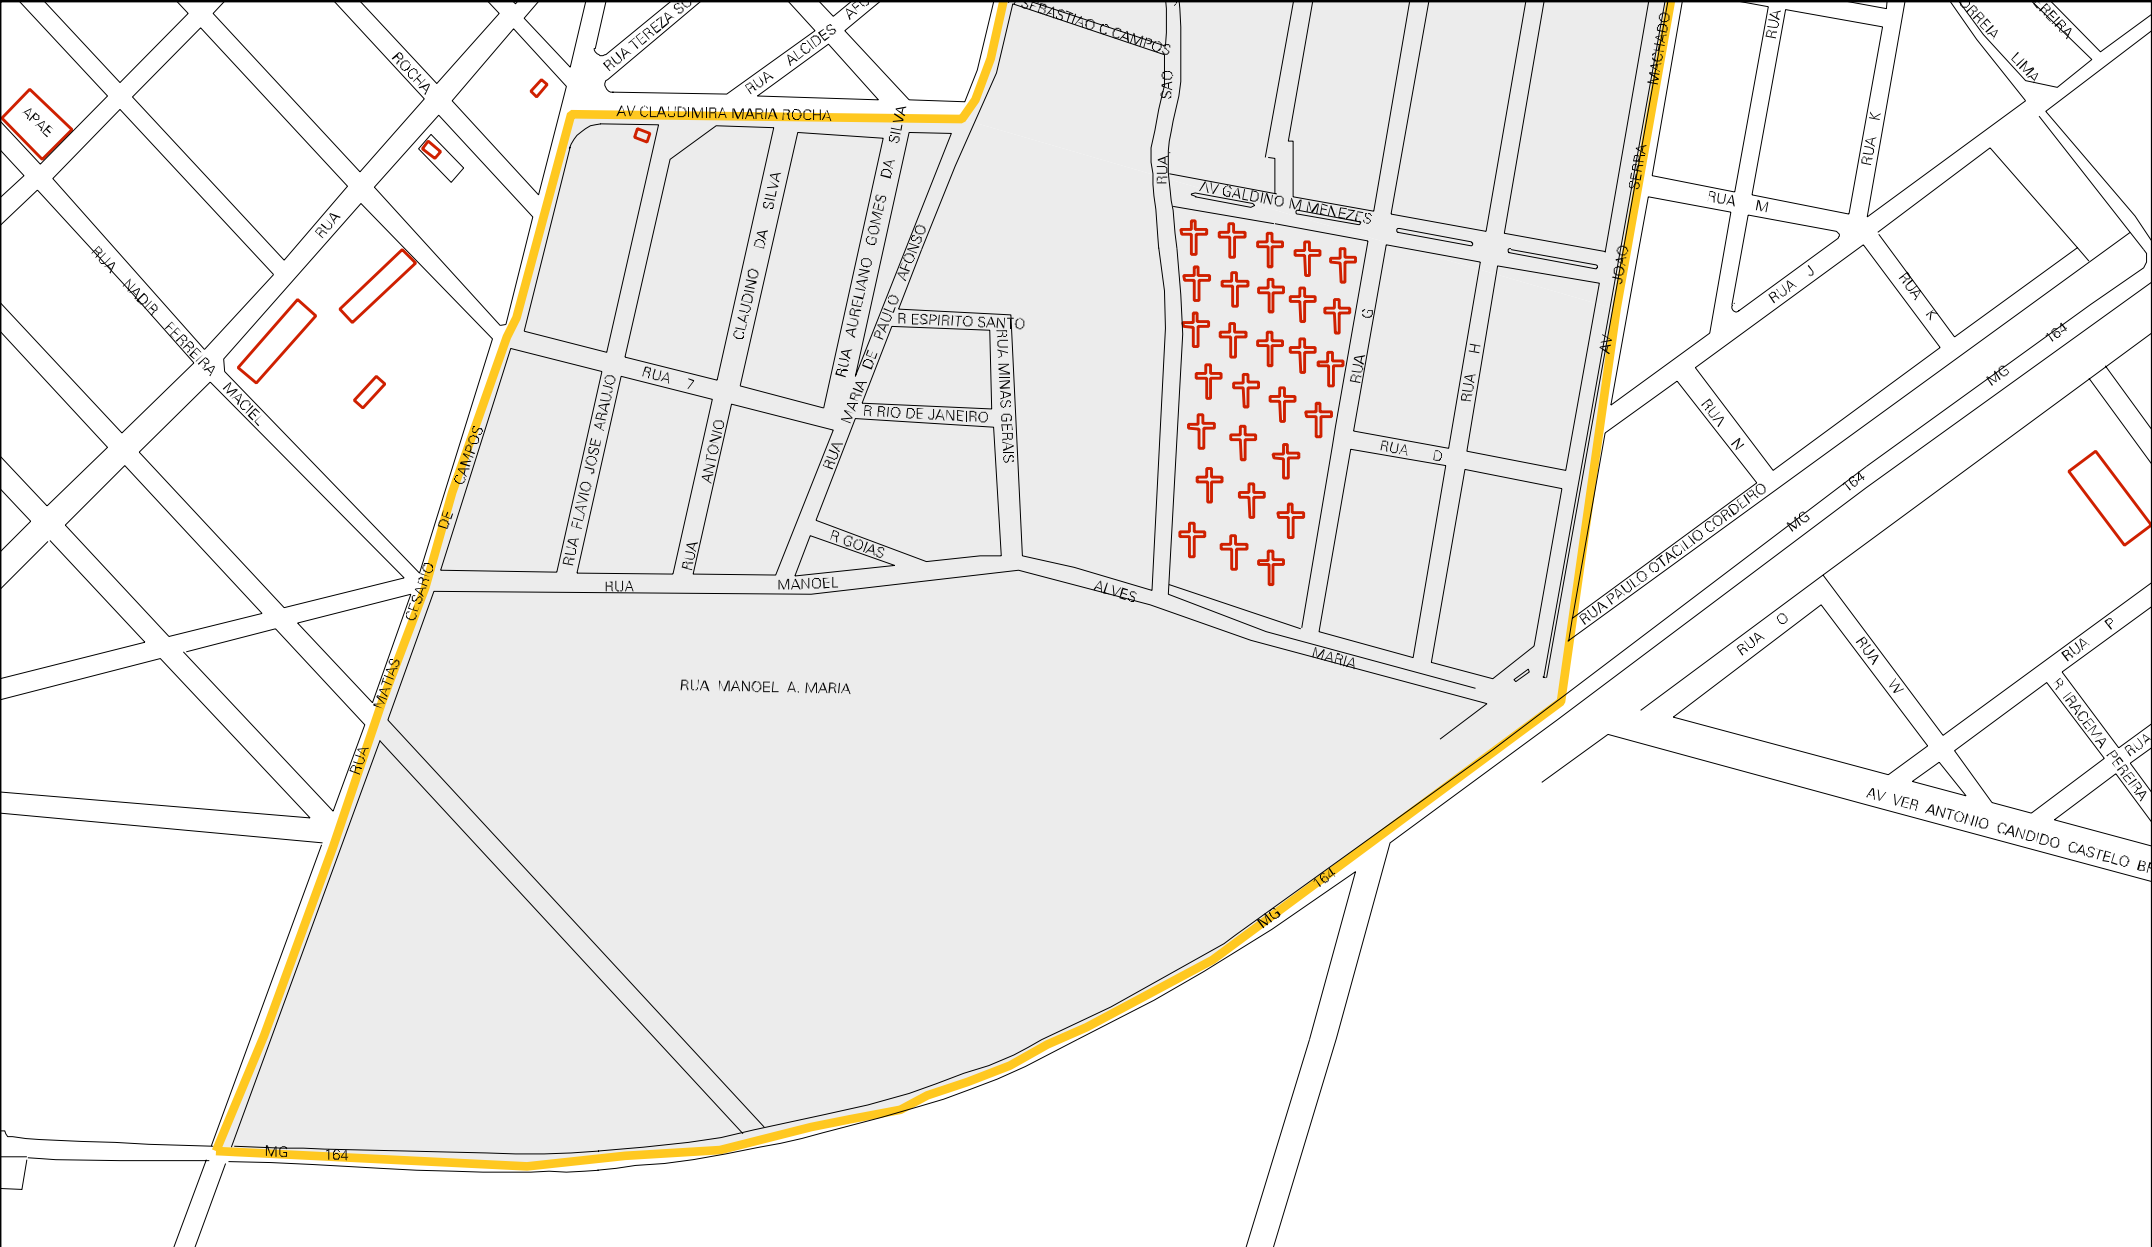 SEBASTIAO C CAMPOS
RUA TEREZA
RUA ALCIDES
ROCHA
RUA
APAE
AV CLAUDIMIRA MARIA ROCHA
RUA SAO
AV GALDINO M MENEZES
AV JOAO SERRA MACHADO
RUA
RUA K
LIMA
RUA M
RUA J
RUA K
MG 164
RUA NADIR FERREIRA MACIEL
CLAUDINO DA SILVA
RUA AURELIANO GOMES DA SILVA
RUA MARIA DE PAULO AFONSO
R ESPIRITO SANTO
RUA MINAS GERAIS
R RIO DE JANEIRO
RUA 7
RUA FLAVIO JOSE ARAUJO
RUA ANTONIO
R GOIAS
RUA G
RUA H
RUA D
RUA N
RUA PAULO OTACILIO CORDEIRO
MG 164
RUA MANOEL ALVES MARIA
RUA MATIAS CESARIO DE CAMPOS
RUA MANOEL A. MARIA
RUA O
RUA W
RUA P
R IRACEMA PEREIRA
RUA
AV VER ANTONIO CANDIDO CASTELO
MG 164
MG 164